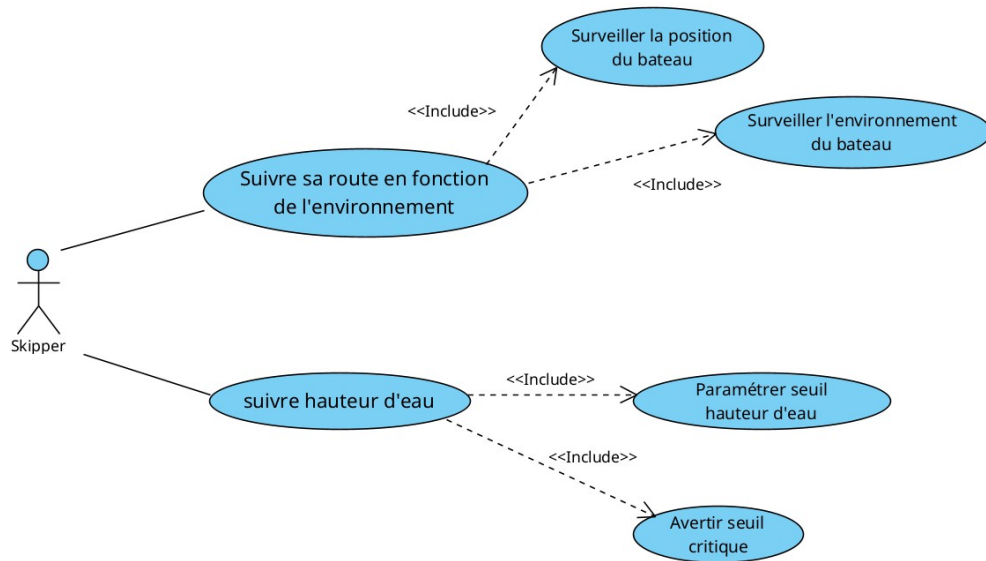 Surveiller la position
du bateau
<<Include>>
Surveiller l'environnement
du bateau
<<Include>>
Suivre sa route en fonction
de l'environnement
Skipper
suivre hauteur d'eau
<<Include>>
Paramétrer seuil
hauteur d'eau
<<Include>>
Avertir seuil
critique